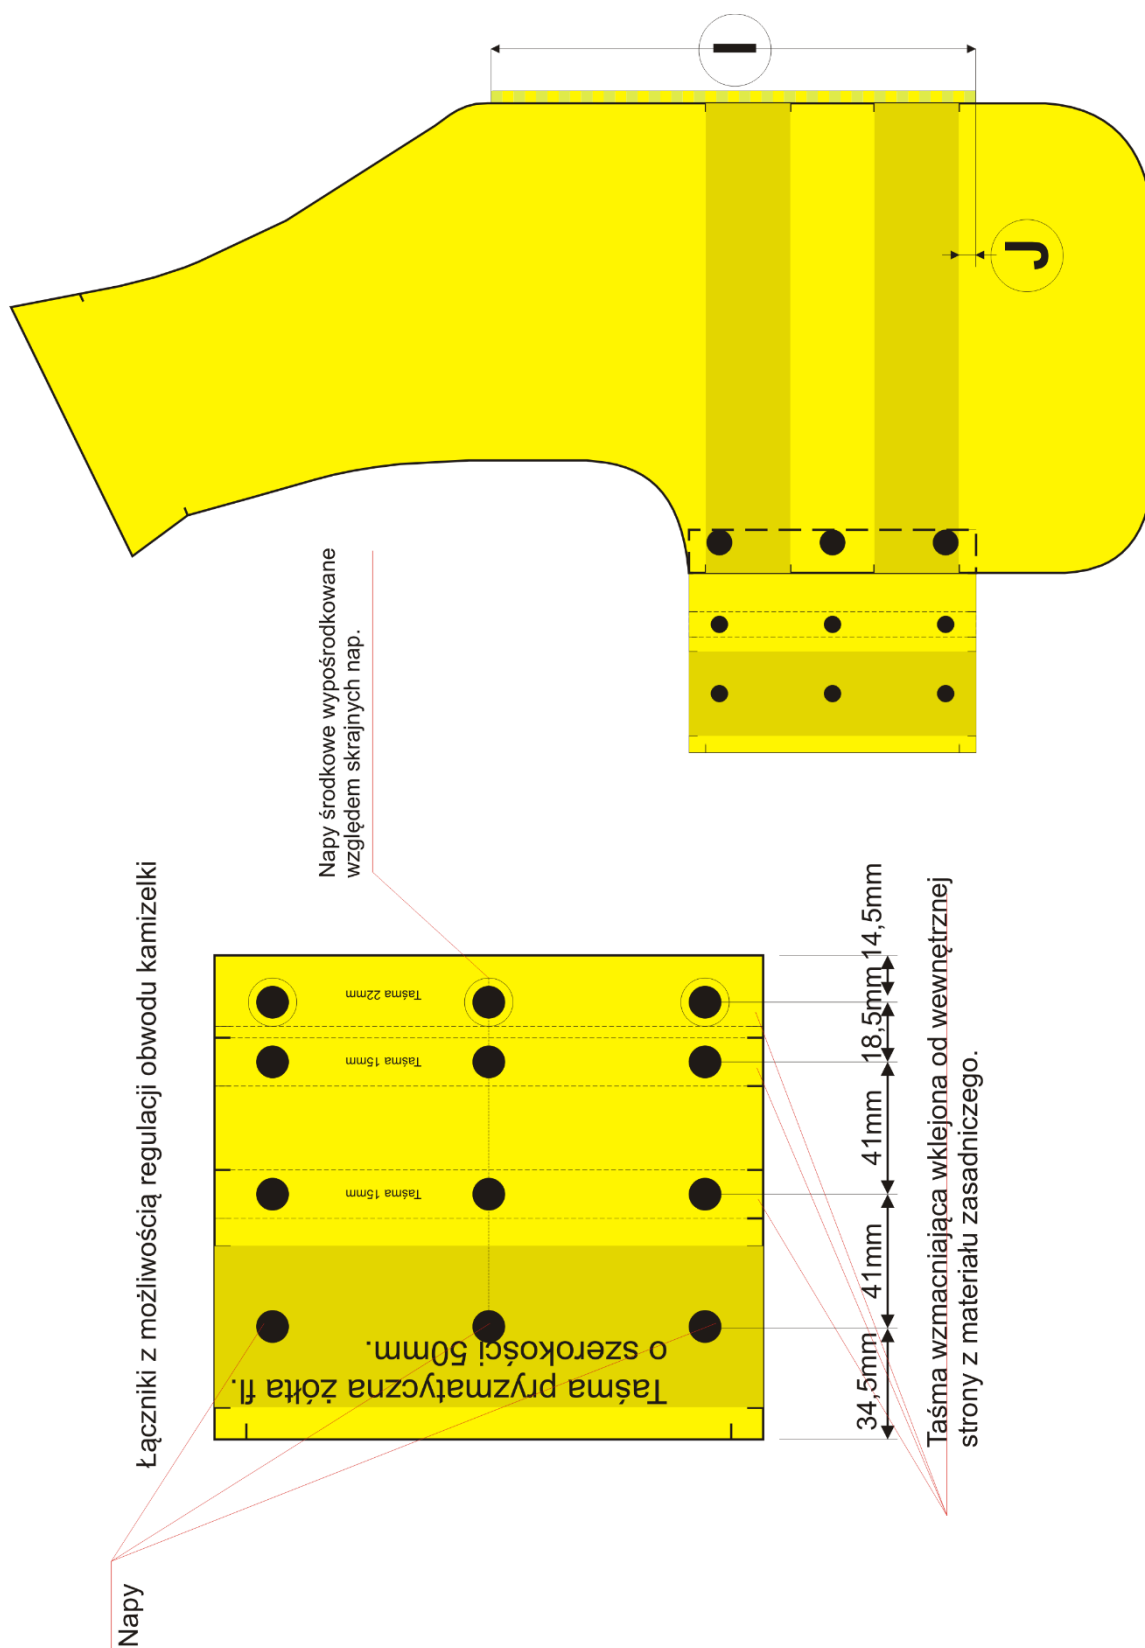 I
J
Napy środkowe wypośrodkowane
względem skrajnych nap.
Łączniki z możliwością regulacji obwodu kamizelki
Taśma 22mm
Taśma 15mm
Taśma 15mm
Taśma pryzmatyczna żółta fl.
o szerokości 50mm.
34,5mm
41mm
41mm
18,5mm
14,5mm
Taśma wzmacniająca wklejona od wewnętrznej
strony z materiału zasadniczego.
Napy